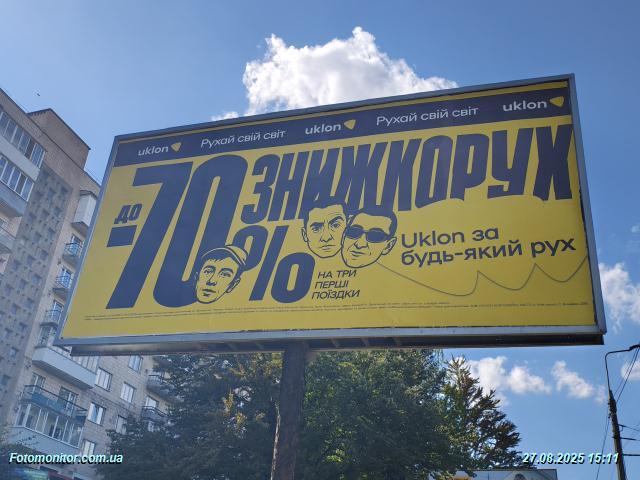 uklon Рухай свій світ uklon Рухай свій світ uklon
до -70% ЗНИЖКОРУХ
НА ТРИ
ПЕРШІ
ПОЇЗДКИ
Uklon за
будь-який рух
Fotomonitor.com.ua
27.08.2025 15:11